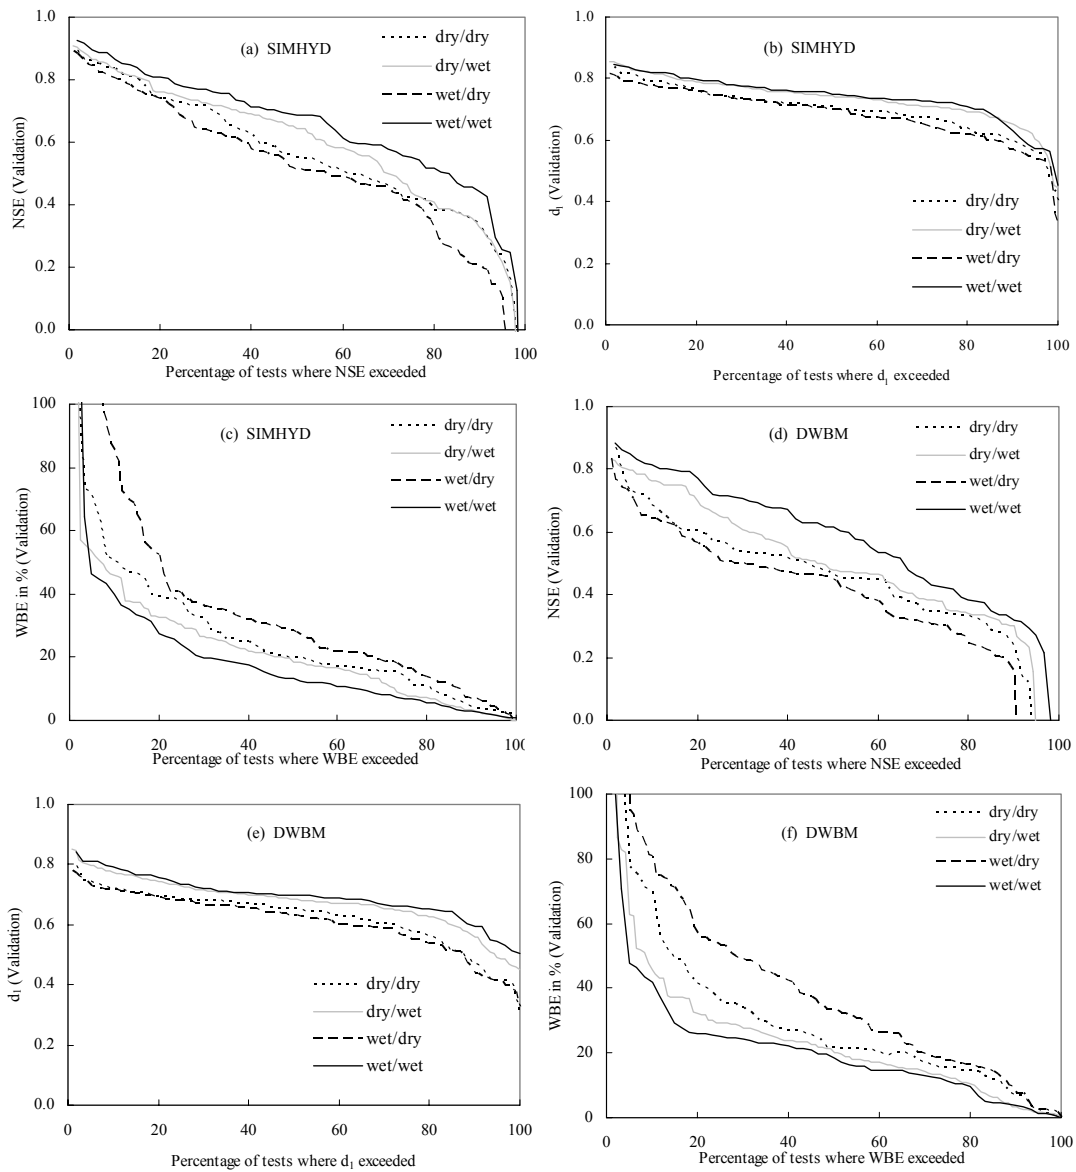 1.0
0.8
0.6
0.4
0.2
0.0
NSE (Validation)
(a) SIMHYD
dry/dry
dry/wet
wet/dry
wet/wet
0 20 40 60 80 100
Percentage of tests where NSE exceeded
1.0
0.8
0.6
0.4
0.2
0.0
d1 (Validation)
(b) SIMHYD
dry/dry
dry/wet
wet/dry
wet/wet
0 20 40 60 80 100
Percentage of tests where d1 exceeded
100
80
60
40
20
0
WBE in % (Validation)
(c) SIMHYD
dry/dry
dry/wet
wet/dry
wet/wet
0 20 40 60 80 100
Percentage of tests where WBE exceeded
1.0
0.8
0.6
0.4
0.2
0.0
NSE (Validation)
(d) DWBM
dry/dry
dry/wet
wet/dry
wet/wet
0 20 40 60 80 100
Percentage of tests where NSE exceeded
1.0
0.8
0.6
0.4
0.2
0.0
d1 (Validation)
(e) DWBM
dry/dry
dry/wet
wet/dry
wet/wet
0 20 40 60 80 100
Percentage of tests where d1 exceeded
100
80
60
40
20
0
WBE in % (Validation)
(f) DWBM
dry/dry
dry/wet
wet/dry
wet/wet
0 20 40 60 80 100
Percentage of tests where WBE exceeded